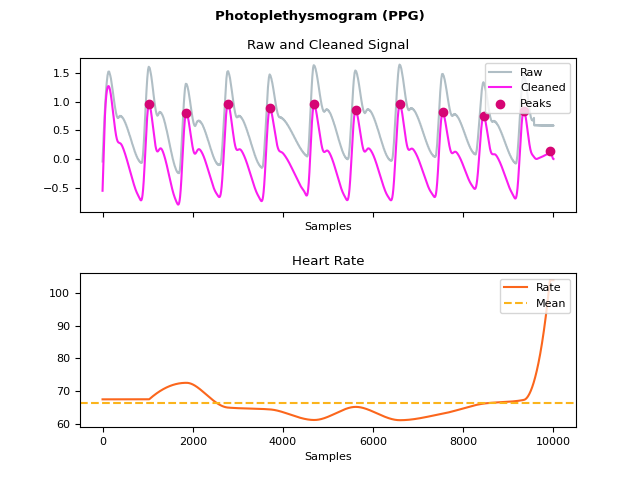 Photoplethysmogram (PPG)
Raw and Cleaned Signal
1.5
1.0
0.5
0.0
−0.5
Raw
Cleaned
Peaks
Samples
Heart Rate
100
90
80
70
60
Rate
Mean
0 2000 4000 6000 8000 10000
Samples